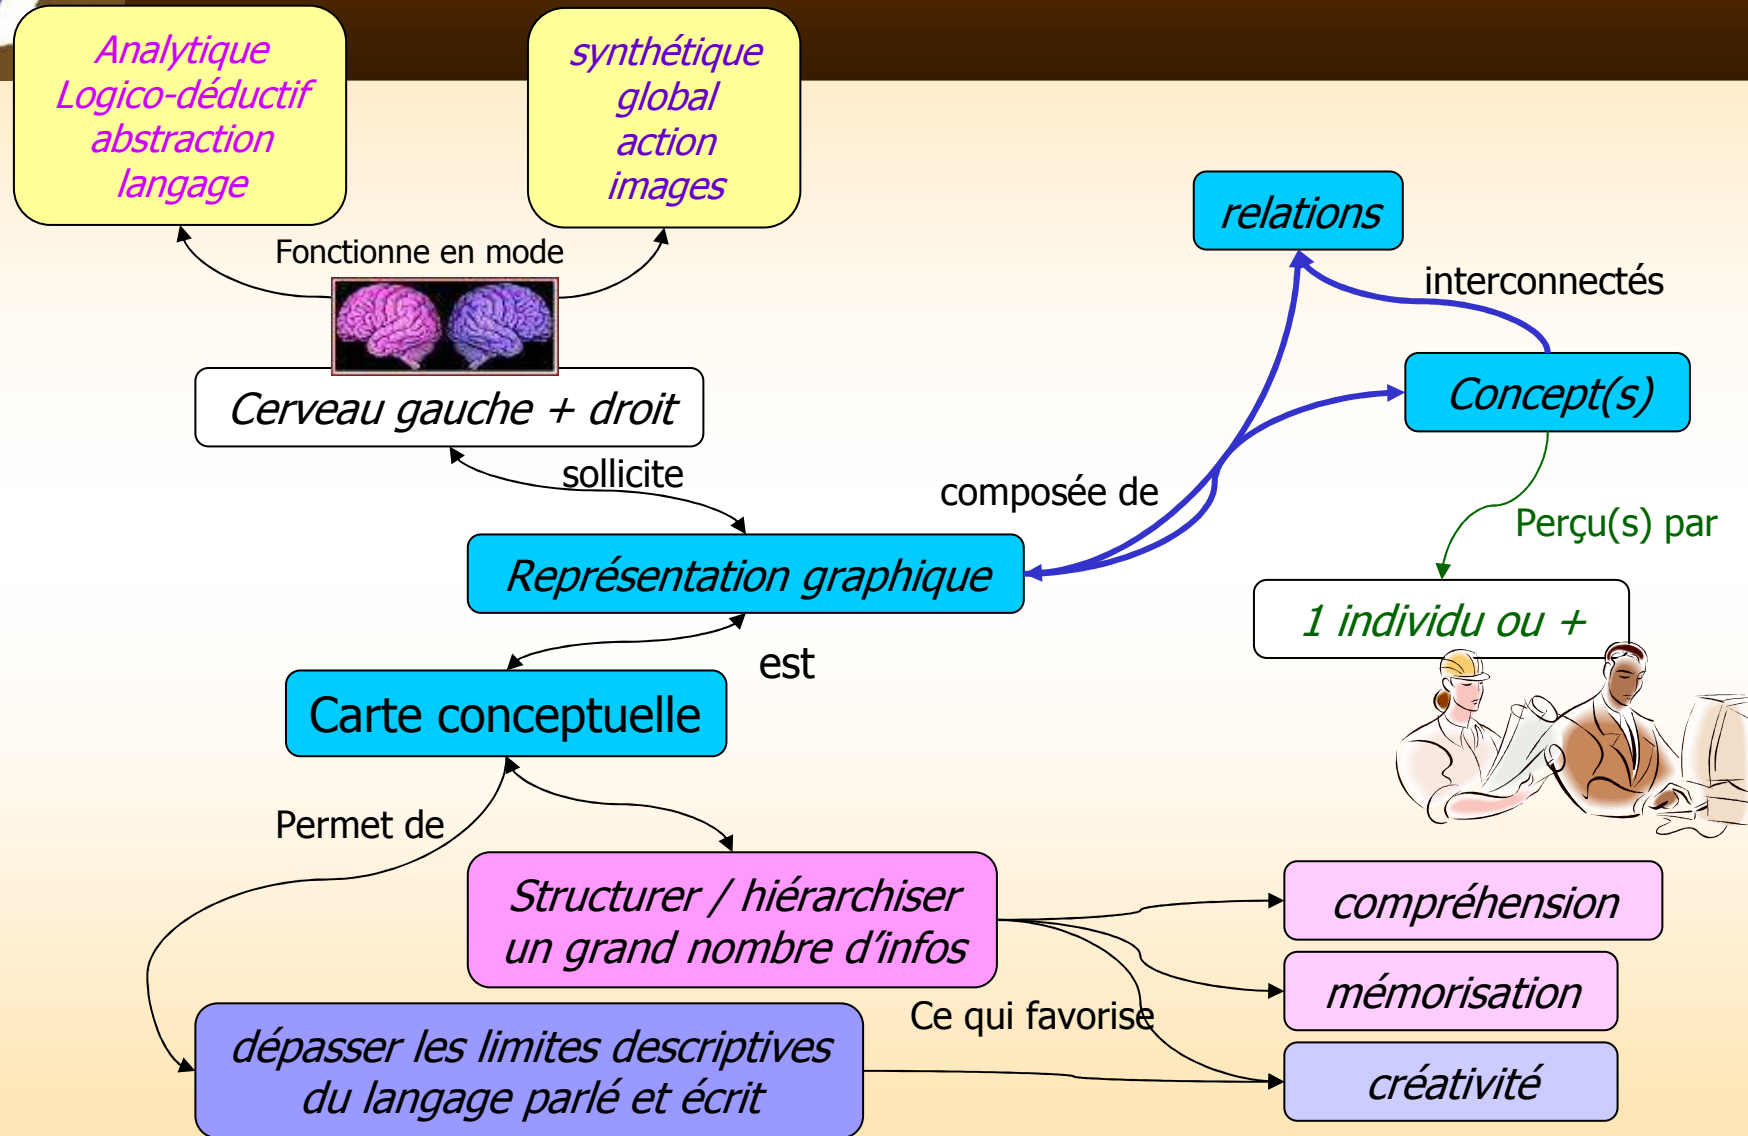 Analytique
Logico-déductif
abstraction
langage
synthétique
global
action
images
Fonctionne en mode
Cerveau gauche + droit
sollicite
relations
interconnectés
Concept(s)
composée de
Perçu(s) par
1 individu ou +
Représentation graphique
est
Carte conceptuelle
Permet de
Structurer / hiérarchiser
un grand nombre d’infos
Ce qui favorise
dépasser les limites descriptives
du langage parlé et écrit
compréhension
mémorisation
créativité